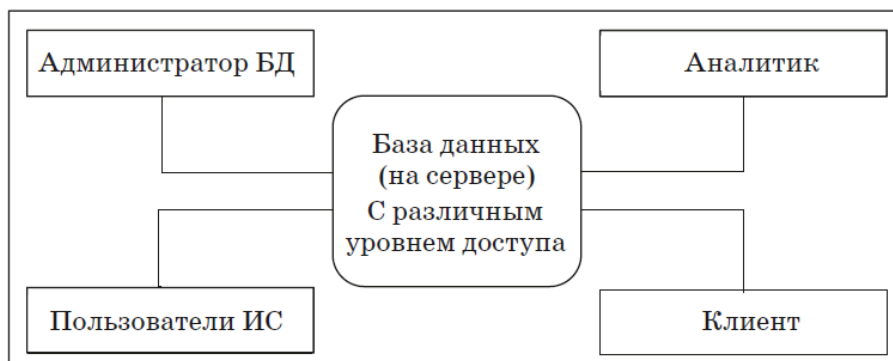 Администратор БД
Аналитик
База данных
(на сервере)
С различным
уровнем доступа
Пользователи ИС
Клиент